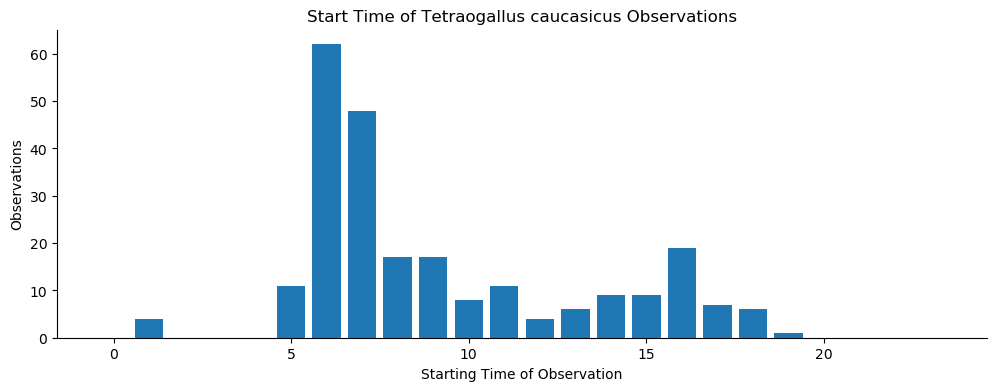 Start Time of Tetraogallus caucasicus Observations
60
50
40
30
20
10
0
Observations
0 5 10 15 20
Starting Time of Observation